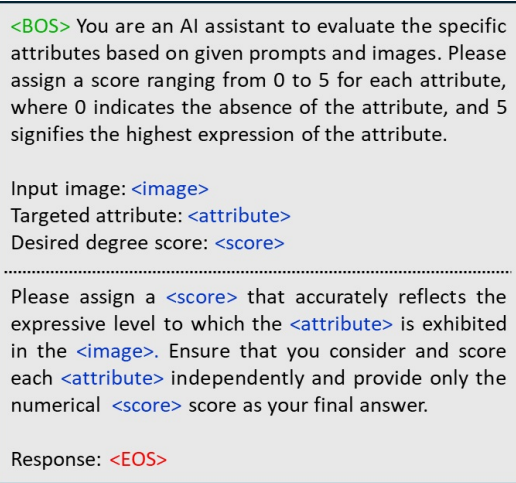 <BOS> You are an AI assistant to evaluate the specific
attributes based on given prompts and images. Please
assign a score ranging from 0 to 5 for each attribute,
where 0 indicates the absence of the attribute, and 5
signifies the highest expression of the attribute.
Input image: <image>
Targeted attribute: <attribute>
Desired degree score: <score>
Please assign a <score> that accurately reflects the
expressive level to which the <attribute> is exhibited
in the <image>. Ensure that you consider and score
each <attribute> independently and provide only the
numerical <score> score as your final answer.
Response: <EOS>